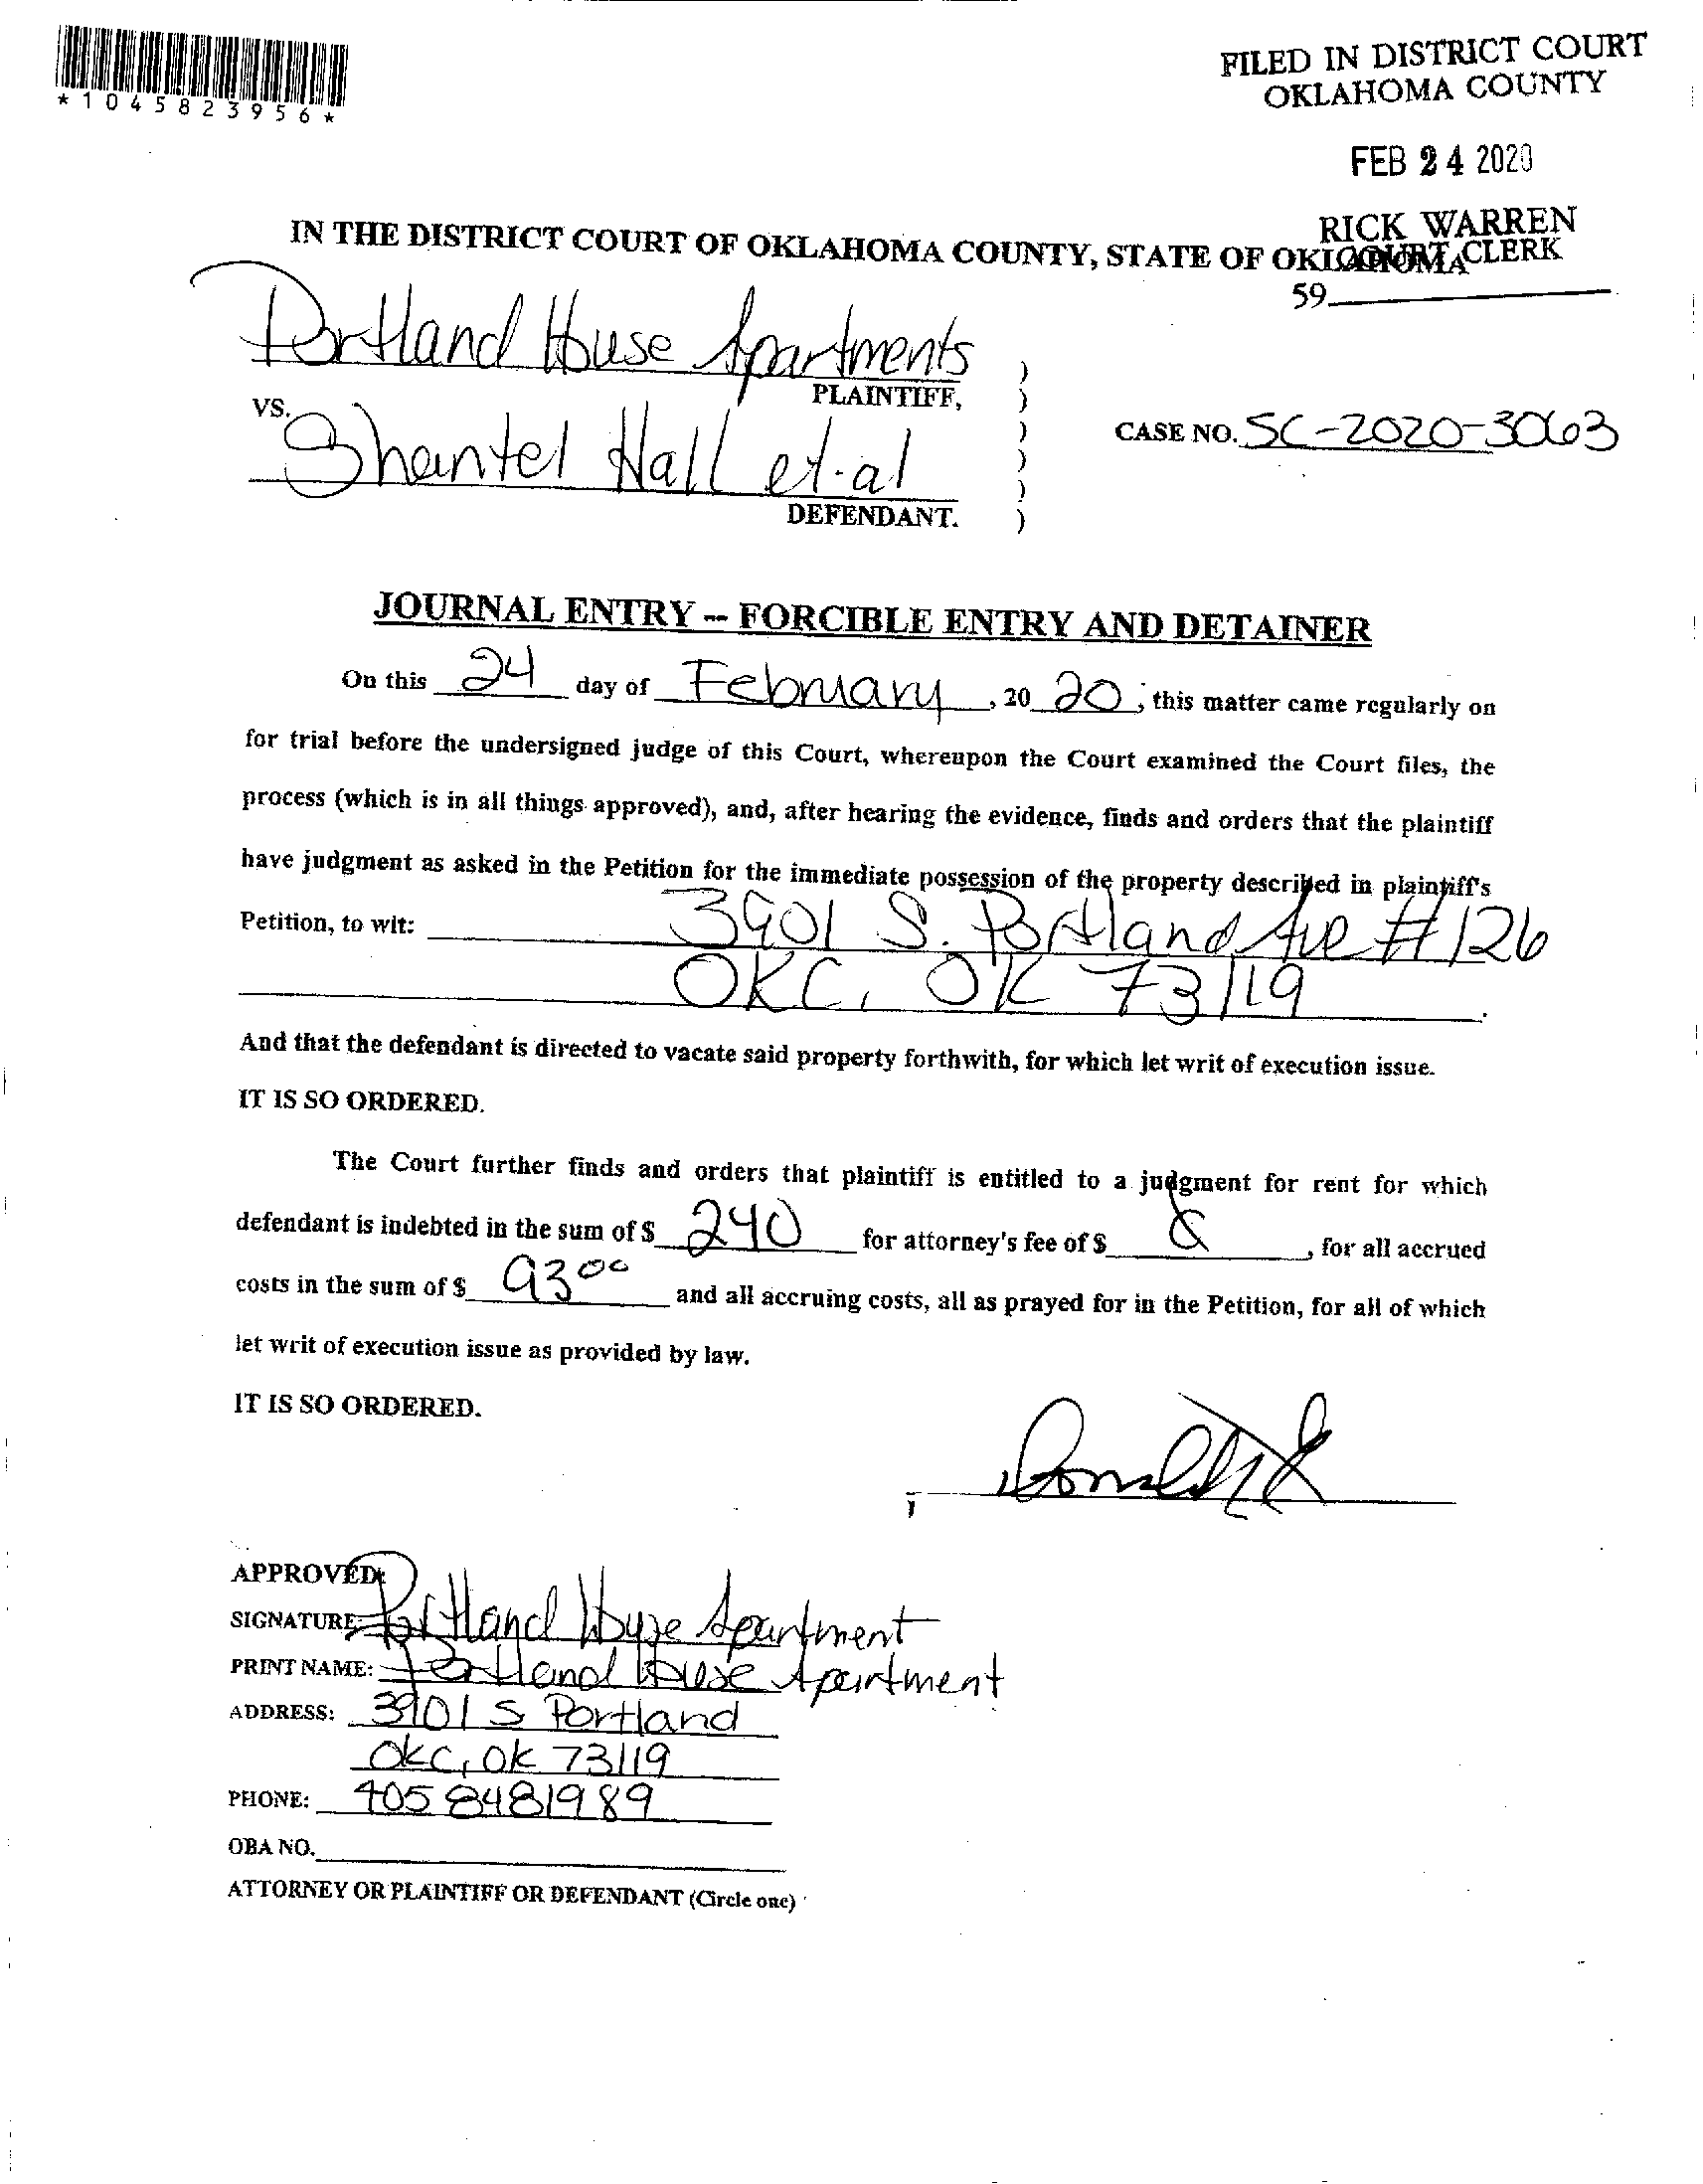 *1045823956*
FILED IN DISTRICT COURT
OKLAHOMA COUNTY
FEB 24 2020
RICK WARREN
COURT CLERK
59
IN THE DISTRICT COURT OF OKLAHOMA COUNTY, STATE OF OKLAHOMA
Portland House Apartments
PLAINTIFF,
VS.
Shantel Hall et.al
DEFENDANT.
CASE NO. SC-2020-3063
JOURNAL ENTRY -- FORCIBLE ENTRY AND DETAINER
On this 24 day of February, 20 20; this matter came regularly on
for trial before the undersigned judge of this Court, whereupon the Court examined the Court files, the
process (which is in all things approved), and, after hearing the evidence, finds and orders that the plaintiff
have judgment as asked in the Petition for the immediate possession of the property described in plaintiff's
Petition, to wit: 3901 S. Portland Ave #126
OKC, OK 73119.
And that the defendant is directed to vacate said property forthwith, for which let writ of execution issue.
IT IS SO ORDERED.
The Court further finds and orders that plaintiff is entitled to a judgment for rent for which
defendant is indebted in the sum of $ 240 for attorney's fee of $ , for all accrued
costs in the sum of $ 93 00 and all accruing costs, all as prayed for in the Petition, for all of which
let writ of execution issue as provided by law.
IT IS SO ORDERED.
APPROVED:
SIGNATURE: Portland House Apartment
PRINT NAME: Portland House Apartment
ADDRESS: 3901 S Portland
OKC, OK 73119
PHONE: 405 8481989
OBA NO.
ATTORNEY OR PLAINTIFF OR DEFENDANT (Circle one)